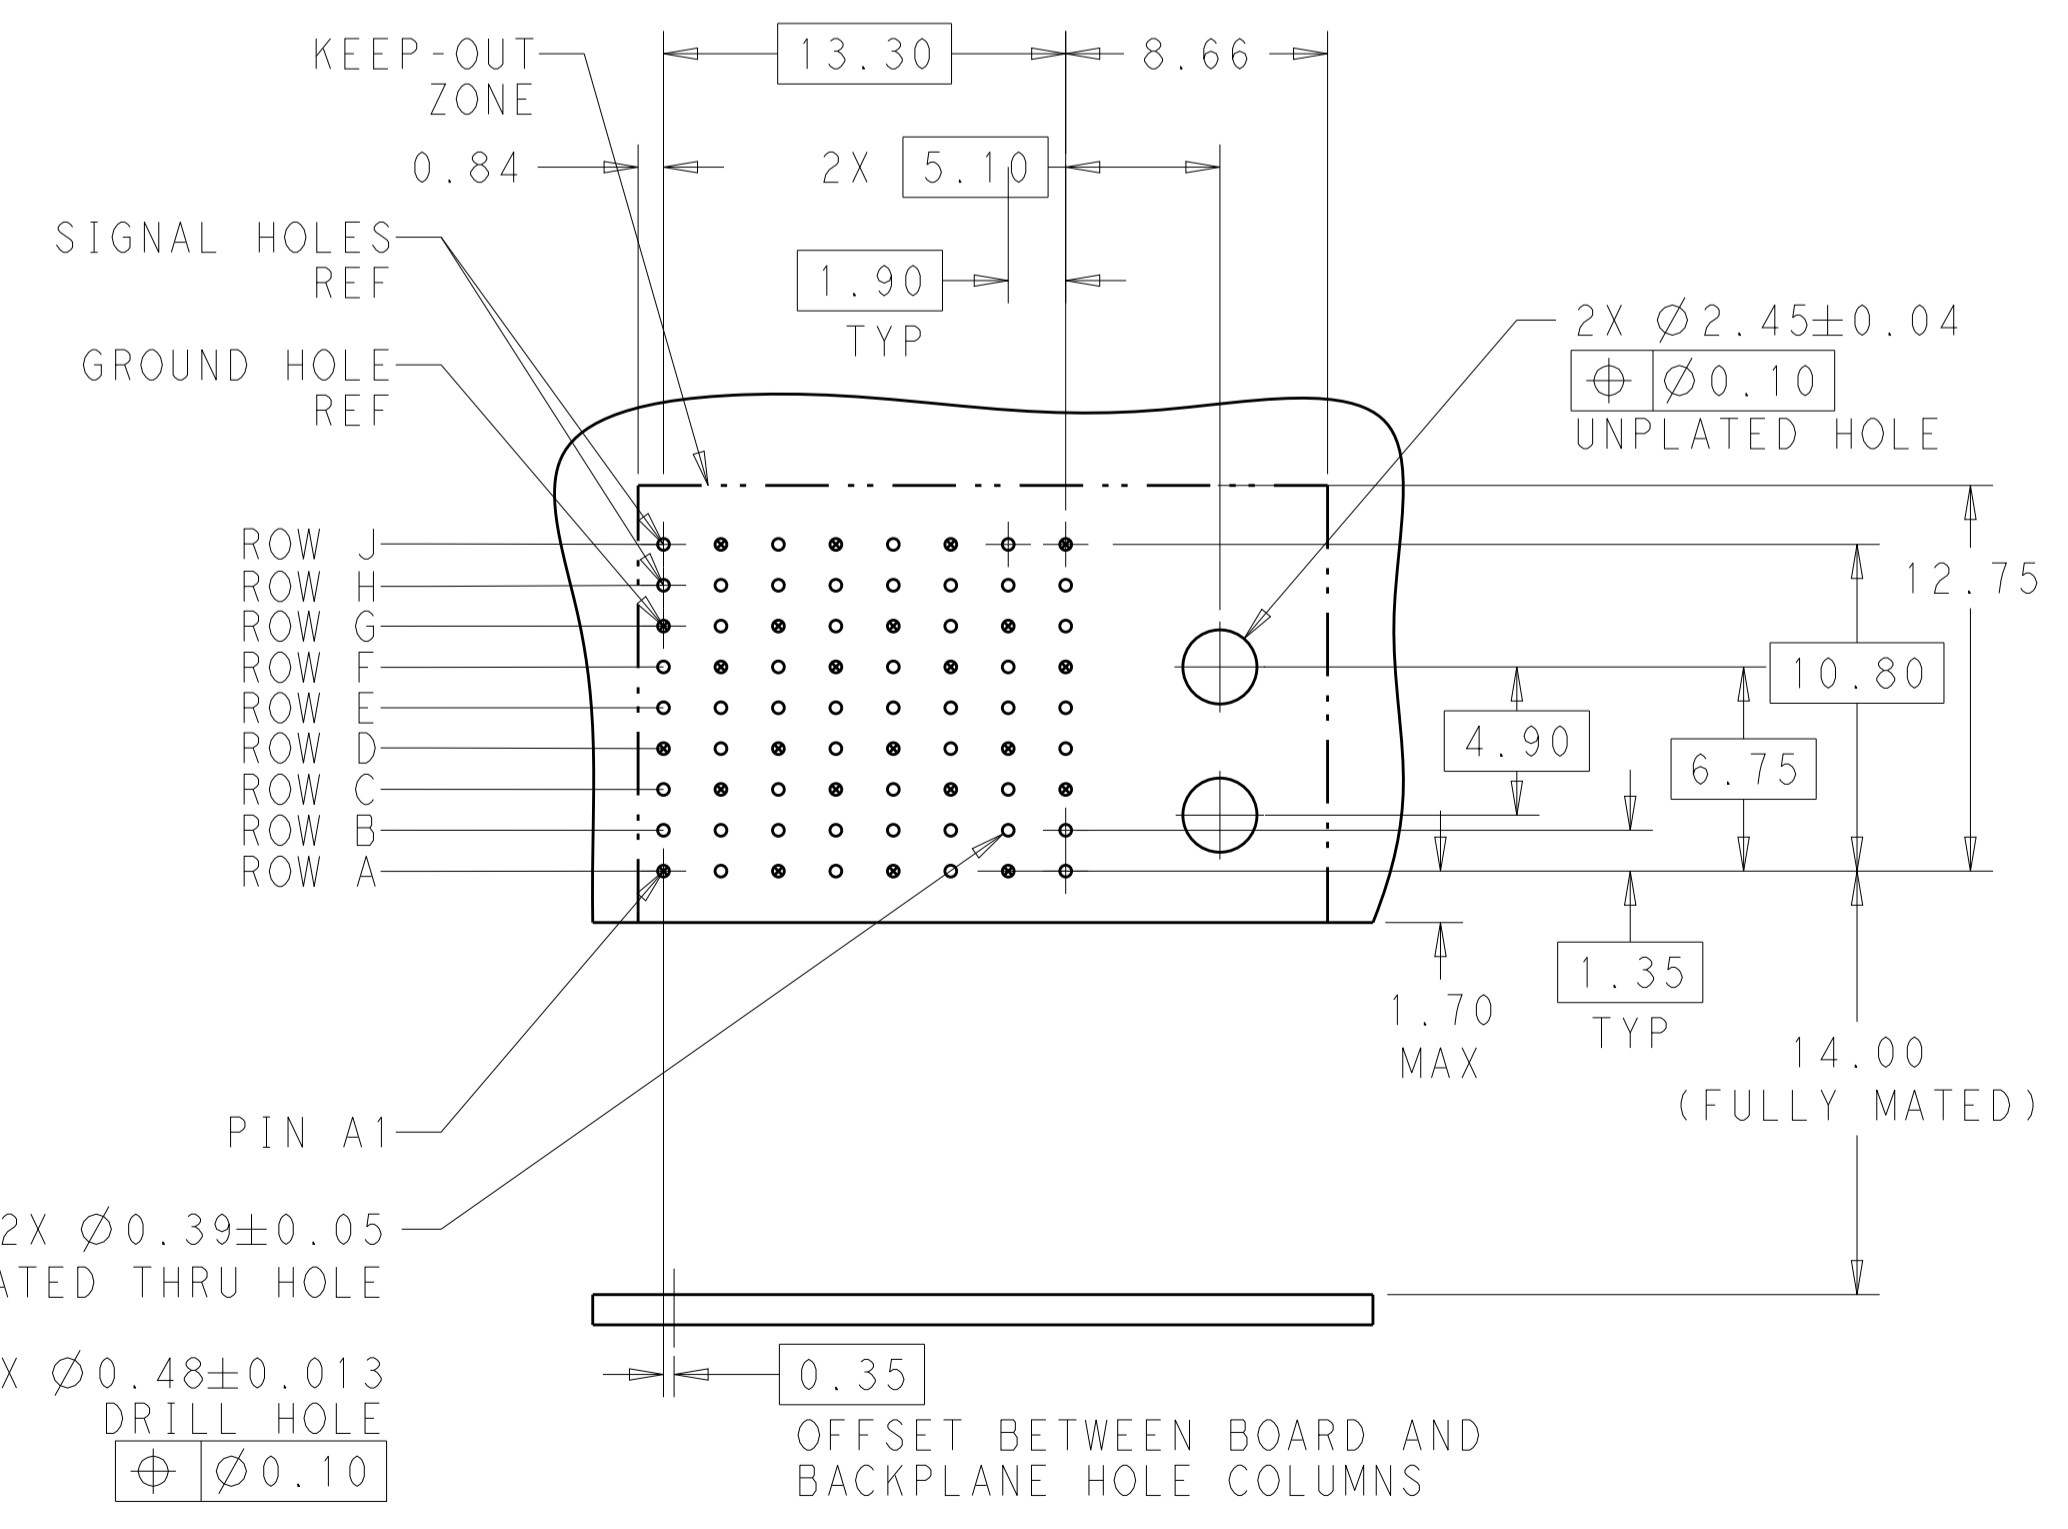 KEEP-OUT
ZONE
13.30
8.66
0.84
2X 5.10
SIGNAL HOLES
REF
1.90
TYP
GROUND HOLE
REF
2X Ø2.45±0.04
⌖ Ø0.10
UNPLATED HOLE
ROW J
ROW H
ROW G
ROW F
ROW E
ROW D
ROW C
ROW B
ROW A
12.75
10.80
4.90
6.75
1.35
TYP
1.70
MAX
14.00
(FULLY MATED)
PIN A1
2X Ø0.39±0.05
THRU HOLE
X Ø0.48±0.013
DRILL HOLE
⌖ Ø0.10
0.35
OFFSET BETWEEN BOARD AND
BACKPLANE HOLE COLUMNS